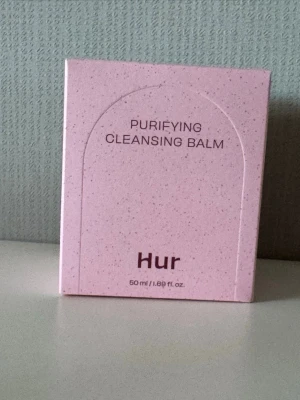 PURIFYING
CLEANSING BALM
Hur
50 ml / 1.69 fl. oz.